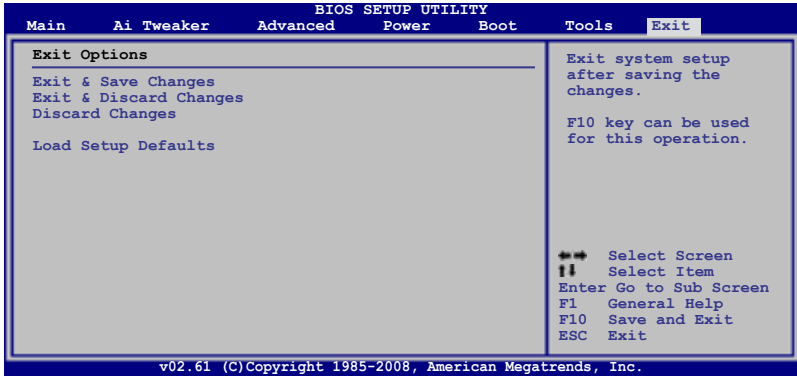 BIOS SETUP UTILITY
Main Ai Tweaker Advanced Power Boot Tools Exit
Exit Options
Exit & Save Changes
Exit & Discard Changes
Discard Changes
Load Setup Defaults
Exit system setup
after saving the
changes.
F10 key can be used
for this operation.
Select Screen
Select Item
Enter Go to Sub Screen
F1 General Help
F10 Save and Exit
ESC Exit
v02.61 (C)Copyright 1985-2008, American Megatrends, Inc.